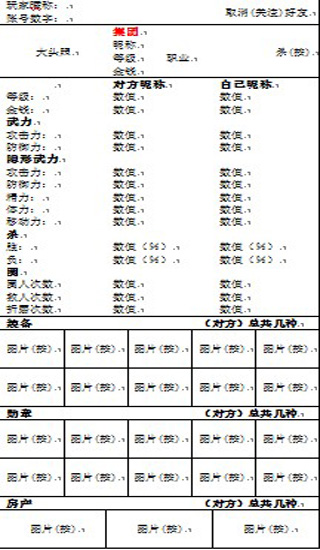 玩家昵称：
账号数字：
取消(关注)好友
大头照
集团
昵称
等级 职业
金钱
杀(按)
对方昵称 自己昵称
等级： 数值 数值
金钱： 数值 数值
武力
攻击力： 数值 数值
防御力： 数值 数值
隐形武力
攻击力： 数值 数值
防御力： 数值 数值
精力： 数值 数值
体力： 数值 数值
移动力： 数值 数值
杀
胜： 数值（%） 数值（%）
负： 数值（%） 数值（%）
围
围人次数 数值 数值
救人次数 数值 数值
折磨次数 数值 数值
装备 （对方）总共几种
图片(按) 图片(按) 图片(按) 图片(按) 图片(按)
图片(按) 图片(按) 图片(按) 图片(按) 图片(按)
勋章 （对方）总共几种
图片(按) 图片(按) 图片(按) 图片(按) 图片(按)
图片(按) 图片(按) 图片(按) 图片(按) 图片(按)
房产 （对方）总共几种
图片(按) 图片(按) 图片(按)